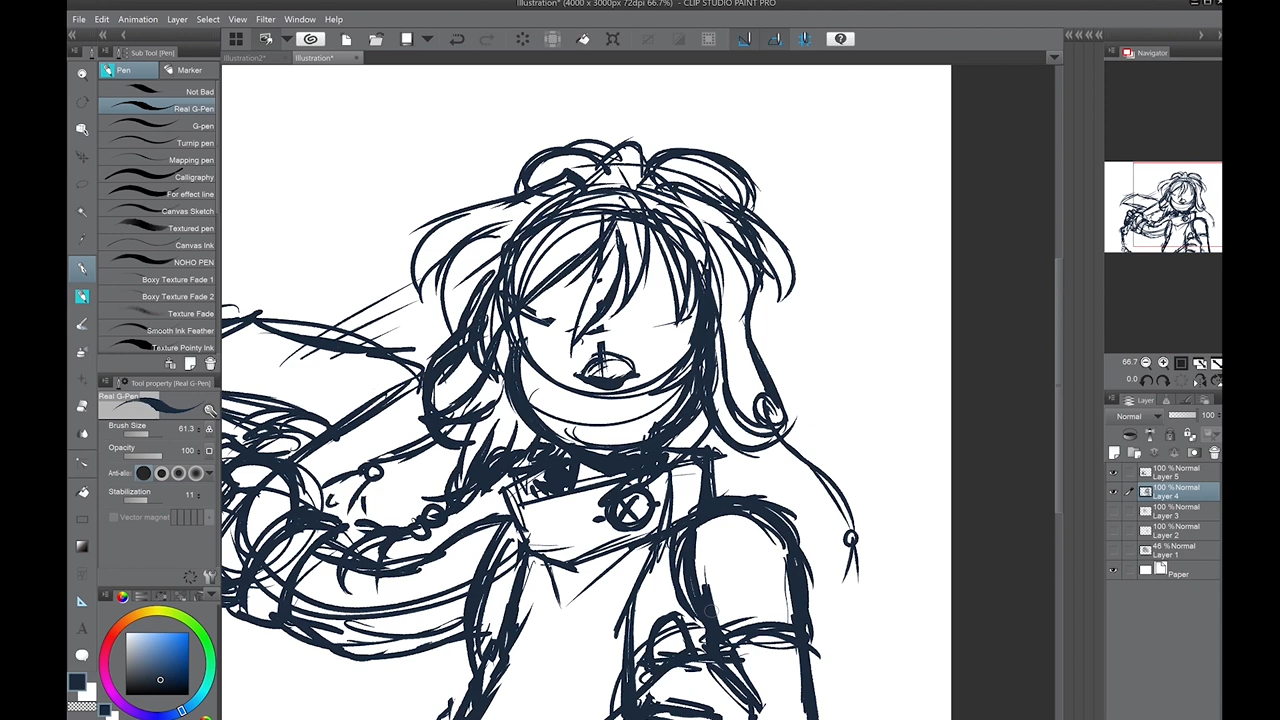 Illustration* (4000 x 3000px 72dpi 66.7%) - CLIP STUDIO PAINT PRO
File Edit Animation Layer Select View Filter Window Help
Sub Tool [Pen]
Illustration2* Illustration*
Navigator
Pen Marker
Not Bad
Real G-Pen
G-pen
Turnip pen
Mapping pen
Calligraphy
For effect line
Canvas Sketch
Textured pen
Canvas Ink
NOHO PEN
Boxy Texture Fade 1
Boxy Texture Fade 2
Texture Fade
Smooth Ink Feather
Texture Pointy Ink
Tool property [Real G-Pen]
Real G-Pen
Brush Size 61.3
Opacity 100
Anti-alia
Stabilization 11
Vector magnet
66.7
0.0
Layer
Normal 100
100 % Normal
Layer 5
100 % Normal
Layer 4
100 % Normal
Layer 3
100 % Normal
Layer 2
46 % Normal
Layer 1
Paper